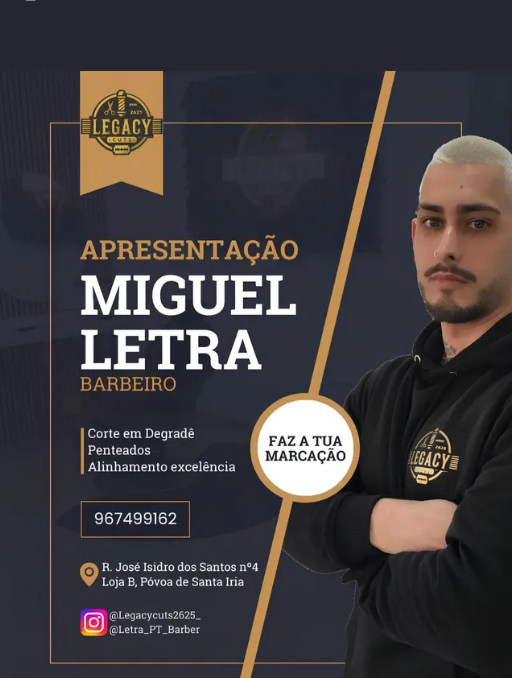 2625
LEGACY
CUTS
APRESENTAÇÃO
MIGUEL
LETRA
BARBEIRO
Corte em Degradê
Penteados
Alinhamento excelência
FAZ A TUA
MARCAÇÃO
LEGACY
967499162
R. José Isidro dos Santos nº4
Loja B, Póvoa de Santa Iria
@Legacycuts2625_
@Letra_PT_Barber